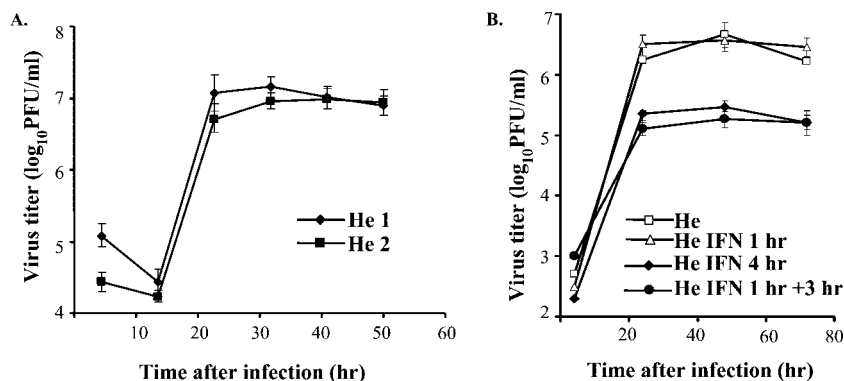 A.
Virus titer (log10PFU/ml)
8
7
6
5
4
He 1
He 2
0
10
20
30
40
50
60
Time after infection (hr)
B.
Virus titer (log10PFU/ml)
7
6
5
4
3
2
He
He IFN 1 hr
He IFN 4 hr
He IFN 1 hr +3 hr
0
20
40
60
80
Time after infection (hr)